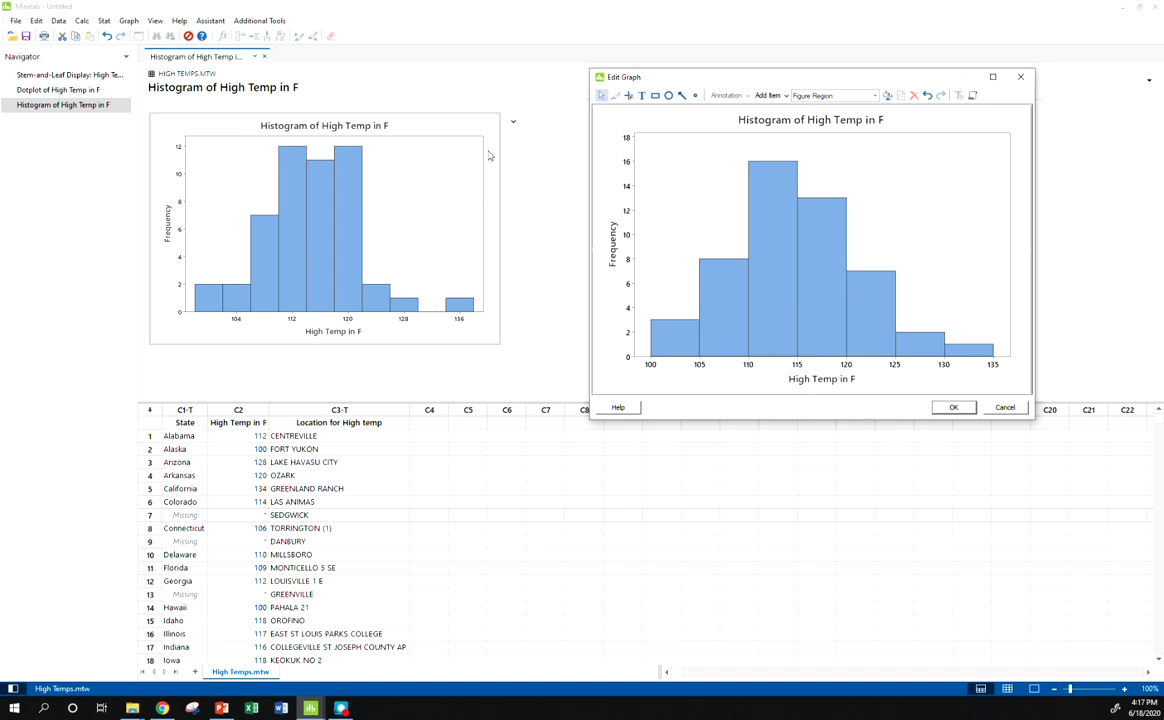 Minitab - Untitled
File Edit Data Calc Stat Graph View Help Assistant Additional Tools
Navigator
Stem-and-Leaf Display: High Te...
Dotplot of High Temp in F
Histogram of High Temp in F
Histogram of High Temp i...
HIGH TEMPS.MTW
Histogram of High Temp in F
Histogram of High Temp in F
Frequency
12
10
8
6
4
2
0
104 112 120 128 136
High Temp in F
Edit Graph
Annotation Add Item Figure Region
Histogram of High Temp in F
Frequency
18
16
14
12
10
8
6
4
2
0
100 105 110 115 120 125 130 135
High Temp in F
Help OK Cancel
C1-T C2 C3-T C4 C5 C6 C7 C8 C20 C21 C22
State High Temp in F Location for High temp
1 Alabama 112 CENTREVILLE
2 Alaska 100 FORT YUKON
3 Arizona 128 LAKE HAVASU CITY
4 Arkansas 120 OZARK
5 California 134 GREENLAND RANCH
6 Colorado 114 LAS ANIMAS
7 Missing * SEDGWICK
8 Connecticut 106 TORRINGTON (1)
9 Missing * DANBURY
10 Delaware 110 MILLSBORO
11 Florida 109 MONTICELLO 5 SE
12 Georgia 112 LOUISVILLE 1 E
13 Missing * GREENVILLE
14 Hawaii 100 PAHALA 21
15 Idaho 118 OROFINO
16 Illinois 117 EAST ST LOUIS PARKS COLLEGE
17 Indiana 116 COLLEGEVILLE ST JOSEPH COUNTY AP
18 Iowa 118 KEOKUK NO 2
High Temps.mtw
High Temps.mtw
100%
4:17 PM
6/18/2020